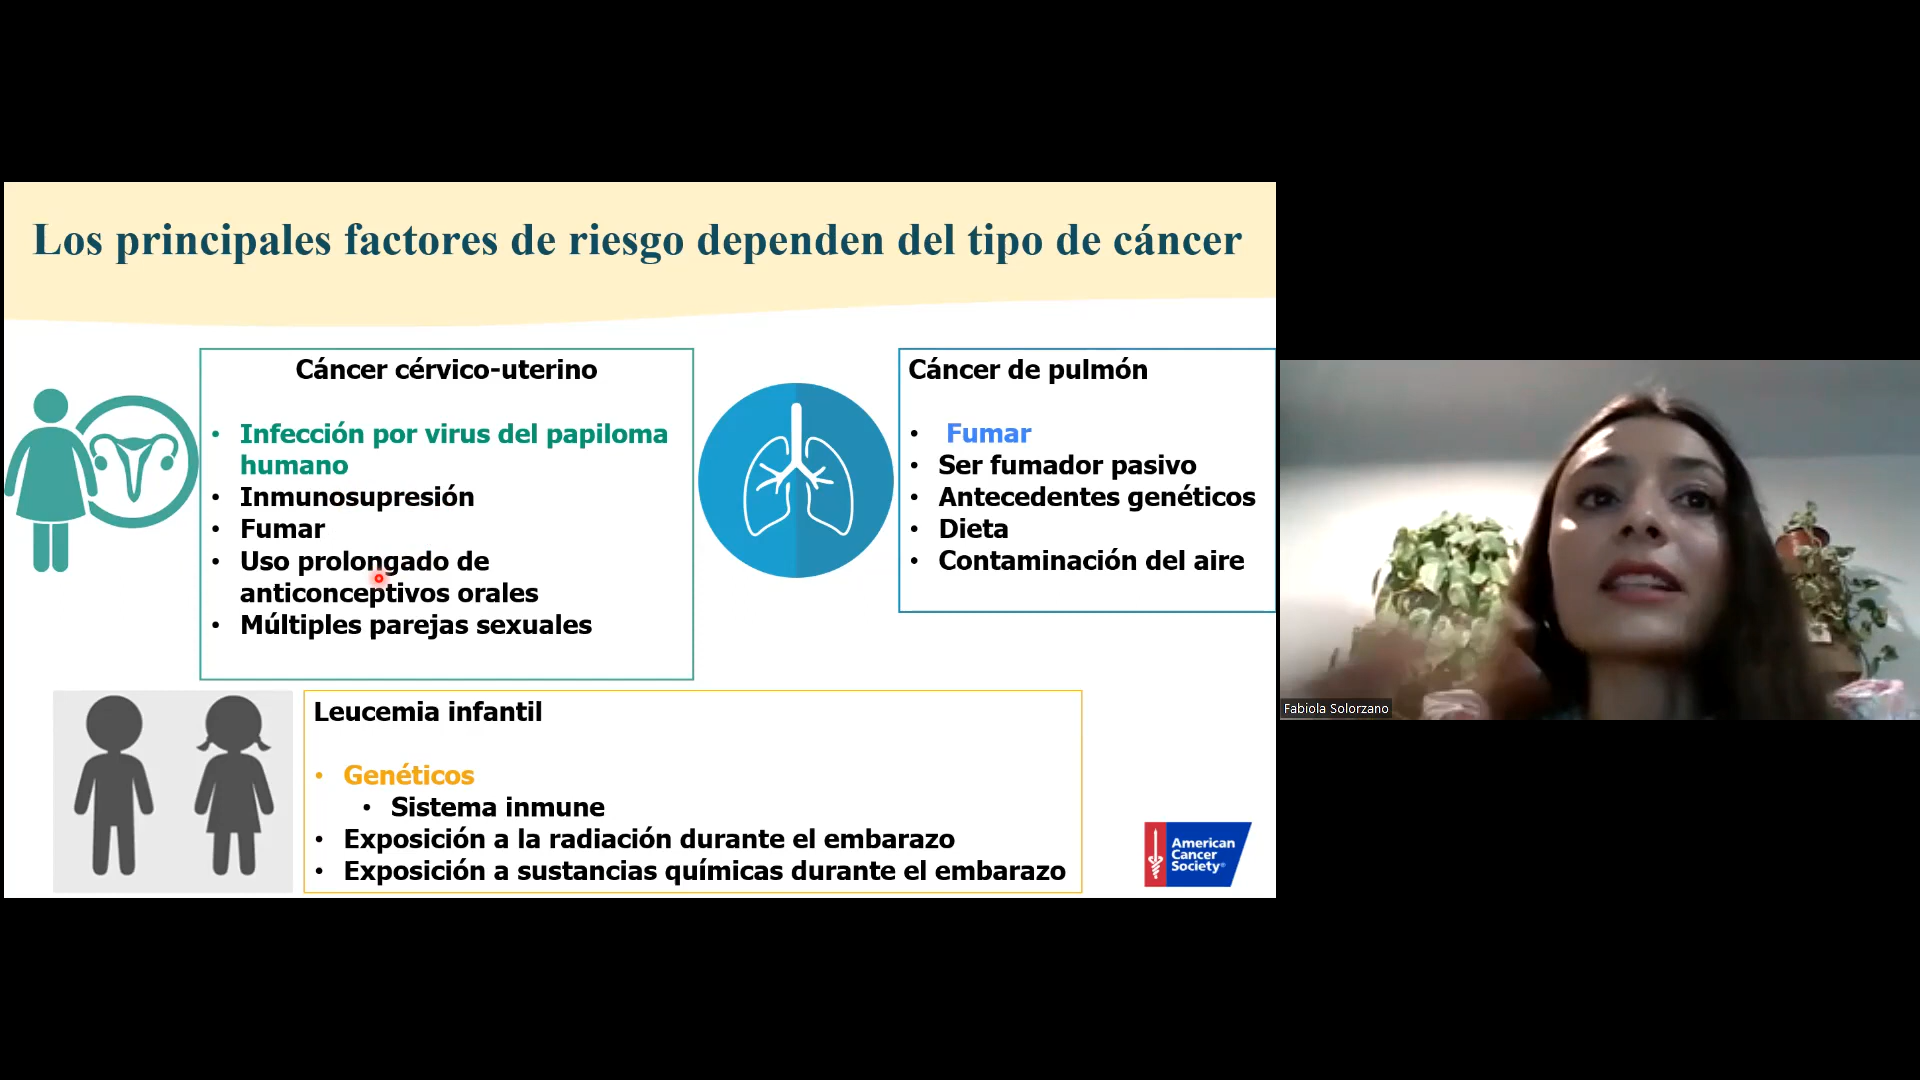 Los principales factores de riesgo dependen del tipo de cáncer
Cáncer cérvico-uterino
• Infección por virus del papiloma
humano
• Inmunosupresión
• Fumar
• Uso prolongado de
anticonceptivos orales
• Múltiples parejas sexuales
Cáncer de pulmón
• Fumar
• Ser fumador pasivo
• Antecedentes genéticos
• Dieta
• Contaminación del aire
Leucemia infantil
• Genéticos
• Sistema inmune
• Exposición a la radiación durante el embarazo
• Exposición a sustancias químicas durante el embarazo
American
Cancer
Society®
Fabiola Solorzano